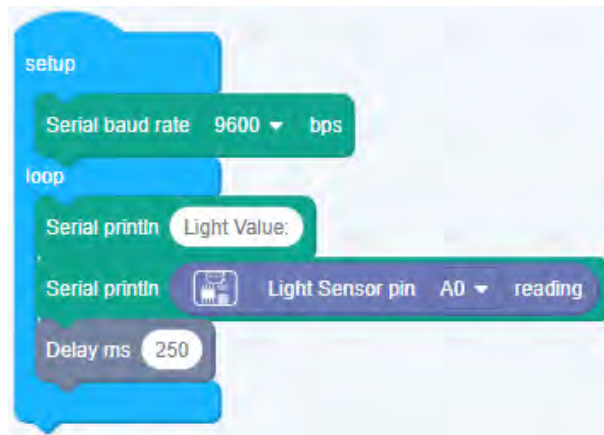 setup
Serial baud rate 9600 bps
loop
Serial println Light Value:
Serial println Light Sensor pin A0 reading
Delay ms 250